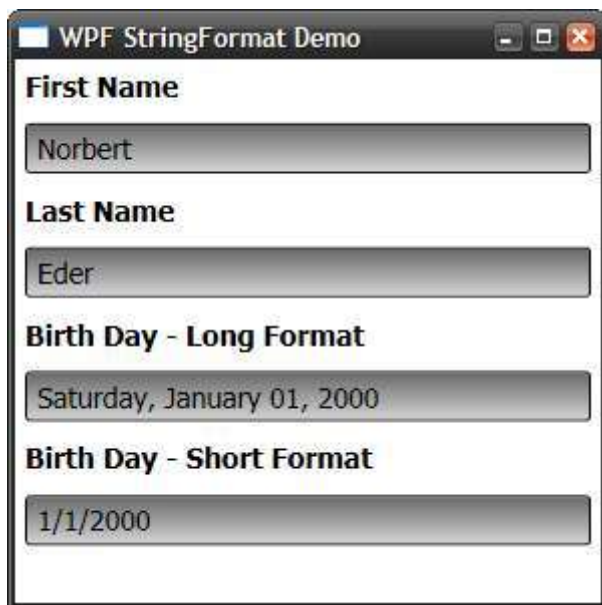 WPF StringFormat Demo
First Name
Norbert
Last Name
Eder
Birth Day - Long Format
Saturday, January 01, 2000
Birth Day - Short Format
1/1/2000